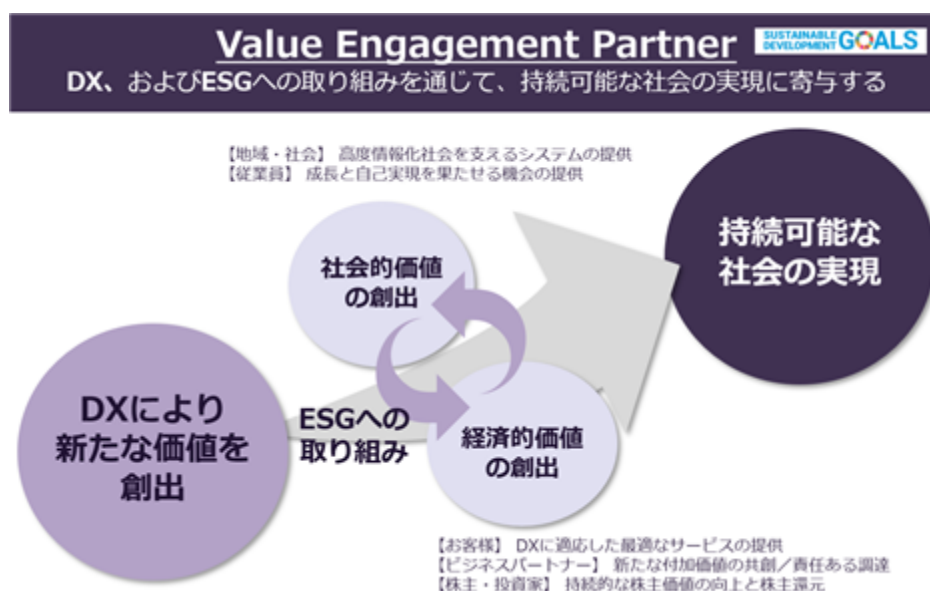 Value Engagement Partner
SUSTAINABLE
DEVELOPMENT GOALS
DX、およびESGへの取り組みを通じて、持続可能な社会の実現に寄与する
【地域・社会】 高度情報化社会を支えるシステムの提供
【従業員】 成長と自己実現を果たせる機会の提供
持続可能な
社会の実現
社会的価値
の創出
DXにより
新たな価値を
創出
ESGへの
取り組み
経済的価値
の創出
【お客様】 DXに適応した最適なサービスの提供
【ビジネスパートナー】 新たな付加価値の共創／責任ある調達
【株主・投資家】 持続的な株主価値の向上と株主還元